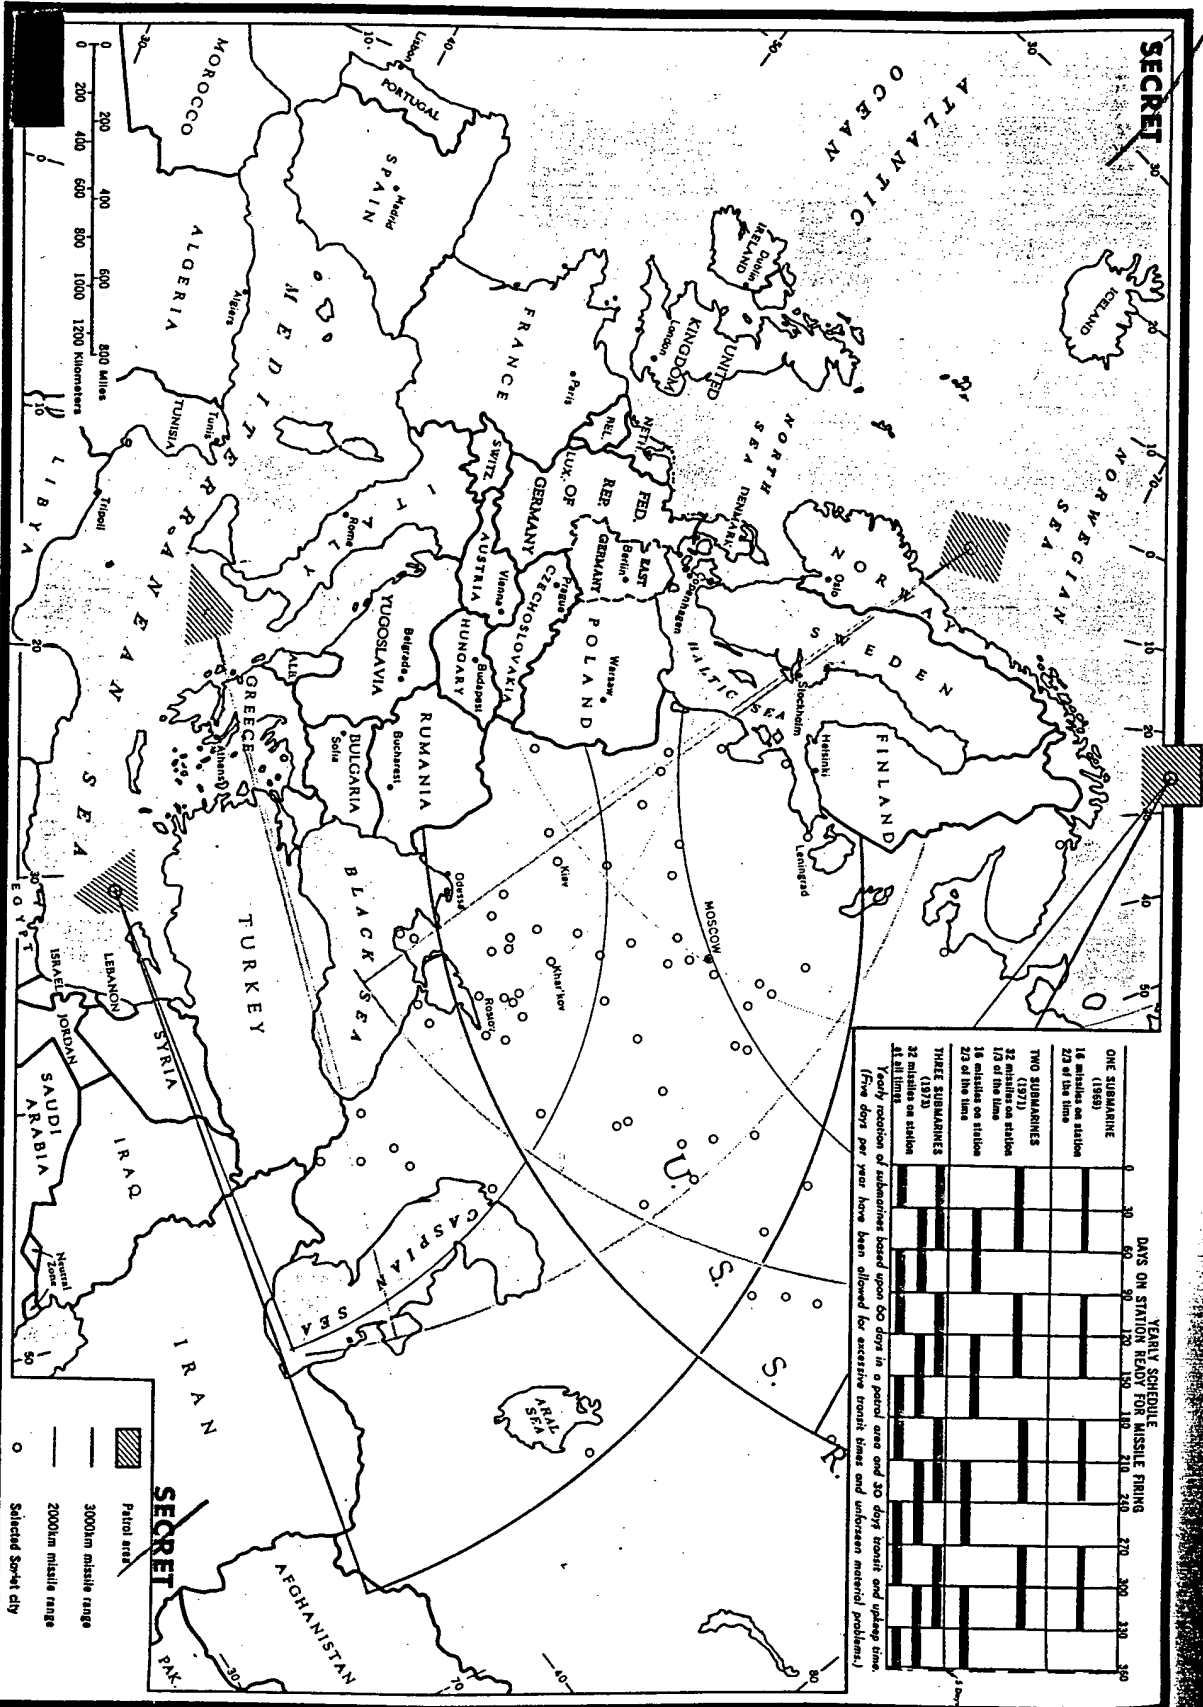 SECRET
ATLANTIC
OCEAN
ICELAND
NORWEGIAN
SEA
IRELAND
Dublin
UNITED
KINGDOM
London
NORTH
SEA
NORWAY
Oslo
SWEDEN
Stockholm
FINLAND
Helsinki
Leningrad
BALTIC SEA
DENMARK
Copenhagen
NETH.
LUX.
FED.
REP.
OF
GERMANY
EAST
GERMANY
Berlin
POLAND
Warsaw
CZECHOSLOVAKIA
Prague
AUSTRIA
Vienna
HUNGARY
Budapest
SWITZ.
FRANCE
Paris
PORTUGAL
Lisbon
SPAIN
Madrid
MOROCCO
ALGERIA
Algiers
TUNISIA
Tunis
LIBYA
Tripoli
ITALY
Rome
YUGOSLAVIA
Belgrade
RUMANIA
Bucharest
BULGARIA
Sofia
ALB.
GREECE
Athens
MEDITERRANEAN SEA
EGYPT
ISRAEL
LEBANON
JORDAN
SYRIA
SAUDI
ARABIA
IRAQ
Neutral
Zone
TURKEY
BLACK SEA
Odessa
Kiev
Khar'kov
Rostov
MOSCOW
U. S. S. R.
CASPIAN SEA
ARAL
SEA
IRAN
AFGHANISTAN
PAK.
YEARLY SCHEDULE
DAYS ON STATION READY FOR MISSILE FIRING
0 30 60 90 120 150 180 210 240 270 300 330 360
ONE SUBMARINE
(1969)
16 missiles on station
2/3 of the time
TWO SUBMARINES
(1971)
32 missiles on station
1/3 of the time
16 missiles on station
2/3 of the time
THREE SUBMARINES
(1973)
32 missiles on station
at all times
Yearly rotation of submarines based upon 60 days in a patrol area and 30 days transit and upkeep time.
(Five days per year have been allowed for excessive transit times and unforseen material problems.)
5 Days
0 200 400 600 800 Miles
0 200 400 600 800 1000 1200 Kilometers
Patrol area
3000km missile range
2000km missile range
Selected Soviet city
SECRET